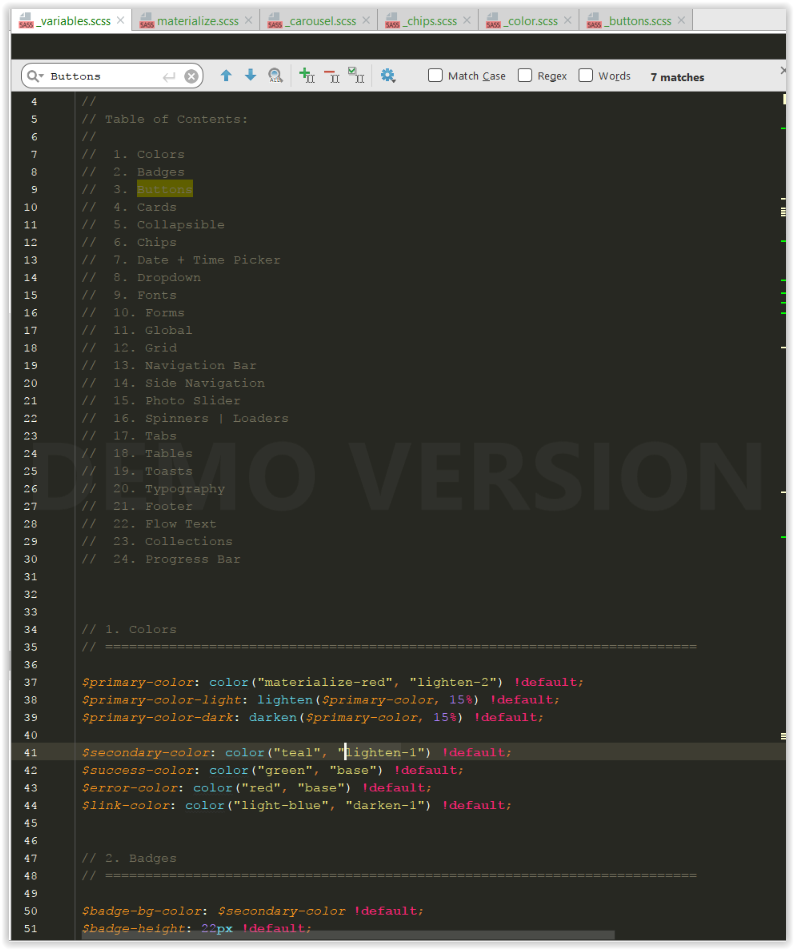 _variables.scss materialize.scss _carousel.scss _chips.scss _color.scss _buttons.scss
Buttons Match Case Regex Words 7 matches
4 //
5 // Table of Contents:
6 //
7 // 1. Colors
8 // 2. Badges
9 // 3. Buttons
10 // 4. Cards
11 // 5. Collapsible
12 // 6. Chips
13 // 7. Date + Time Picker
14 // 8. Dropdown
15 // 9. Fonts
16 // 10. Forms
17 // 11. Global
18 // 12. Grid
19 // 13. Navigation Bar
20 // 14. Side Navigation
21 // 15. Photo Slider
22 // 16. Spinners | Loaders
23 // 17. Tabs
24 // 18. Tables
25 // 19. Toasts
26 // 20. Typography
27 // 21. Footer
28 // 22. Flow Text
29 // 23. Collections
30 // 24. Progress Bar
DEMO VERSION
31
32
33
34 // 1. Colors
35 // ==========================================================================
36
37 $primary-color: color("materialize-red", "lighten-2") !default;
38 $primary-color-light: lighten($primary-color, 15%) !default;
39 $primary-color-dark: darken($primary-color, 15%) !default;
40
41 $secondary-color: color("teal", "lighten-1") !default;
42 $success-color: color("green", "base") !default;
43 $error-color: color("red", "base") !default;
44 $link-color: color("light-blue", "darken-1") !default;
45
46
47 // 2. Badges
48 // ==========================================================================
49
50 $badge-bg-color: $secondary-color !default;
51 $badge-height: 22px !default;